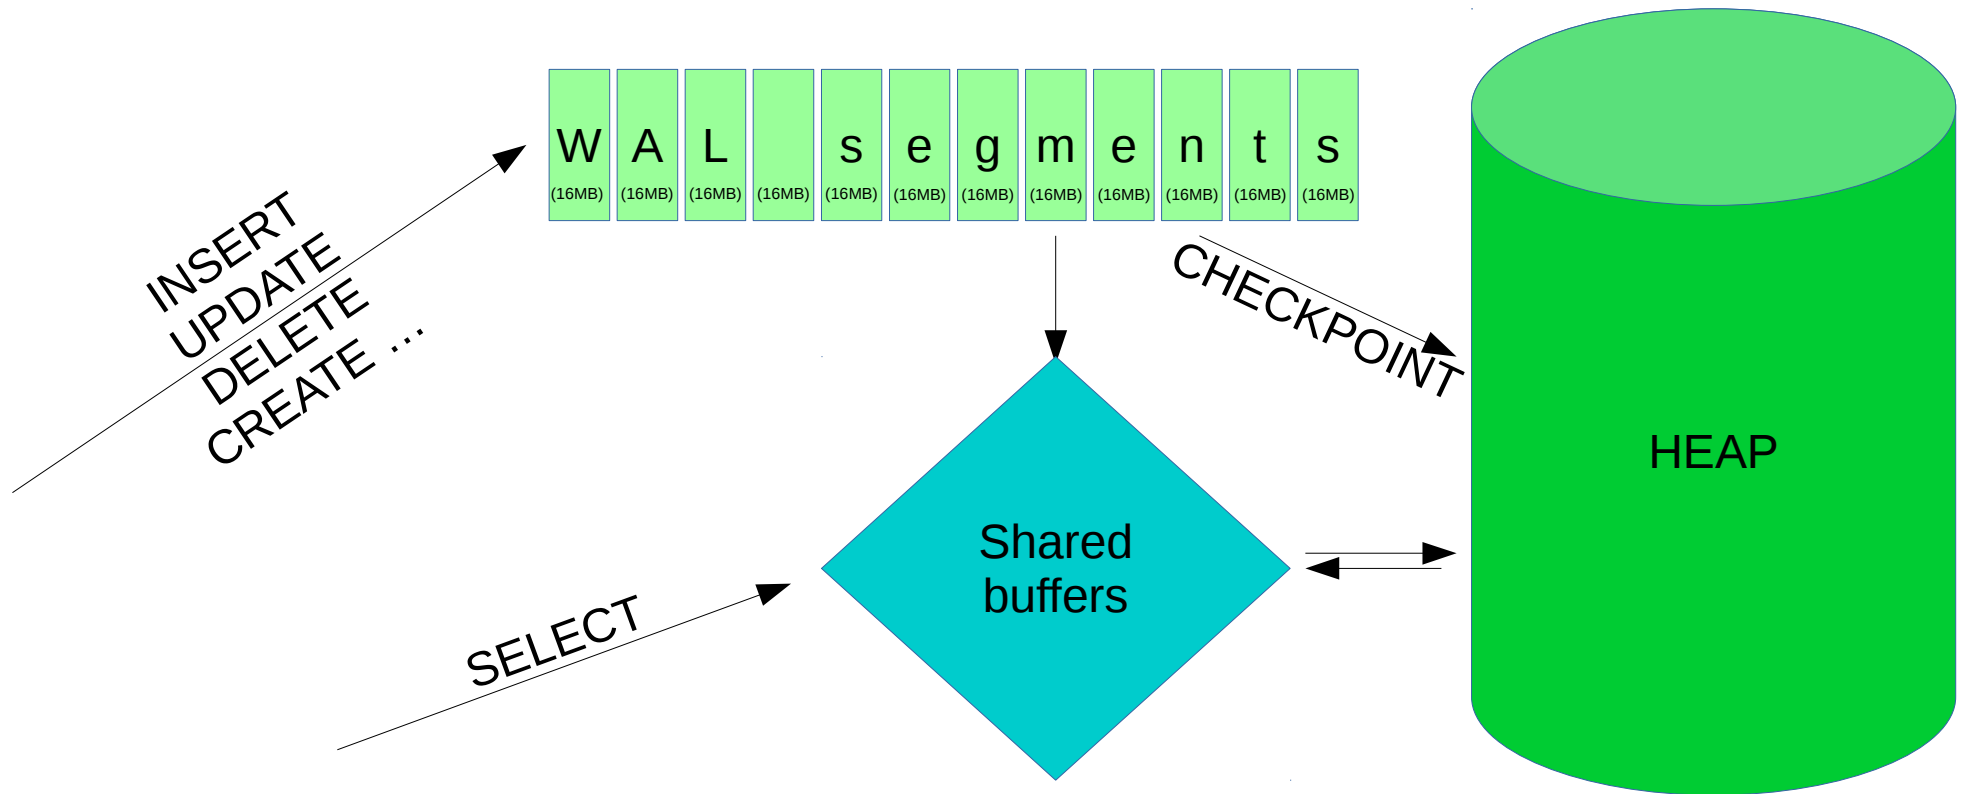 W A L   s e g m e n t s
(16MB) (16MB) (16MB) (16MB) (16MB) (16MB) (16MB) (16MB) (16MB) (16MB) (16MB) (16MB)
INSERT
UPDATE
DELETE
CREATE ...
CHECKPOINT
HEAP
Shared
buffers
SELECT